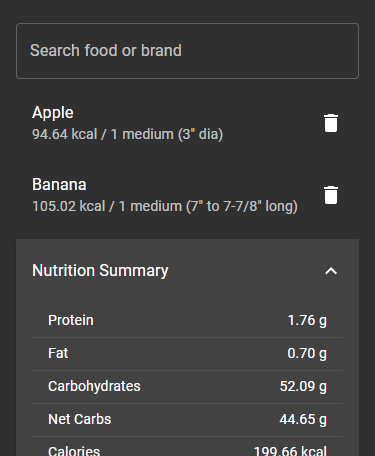 Search food or brand
Apple
94.64 kcal / 1 medium (3" dia)
Banana
105.02 kcal / 1 medium (7" to 7-7/8" long)
Nutrition Summary
Protein 1.76 g
Fat 0.70 g
Carbohydrates 52.09 g
Net Carbs 44.65 g
Calories 199.66 kcal